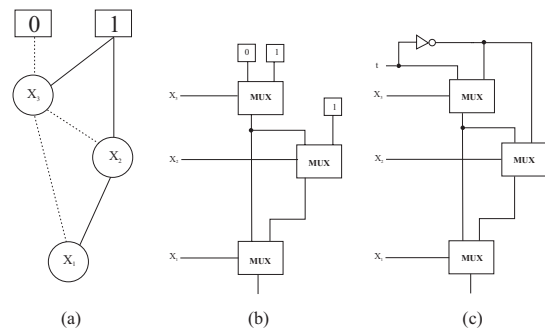 0 1
X₃
X₂
X₁
(a)
0 1
X₃ MUX
1
X₂ MUX
X₁ MUX
(b)
t
X₃ MUX
X₂ MUX
X₁ MUX
(c)